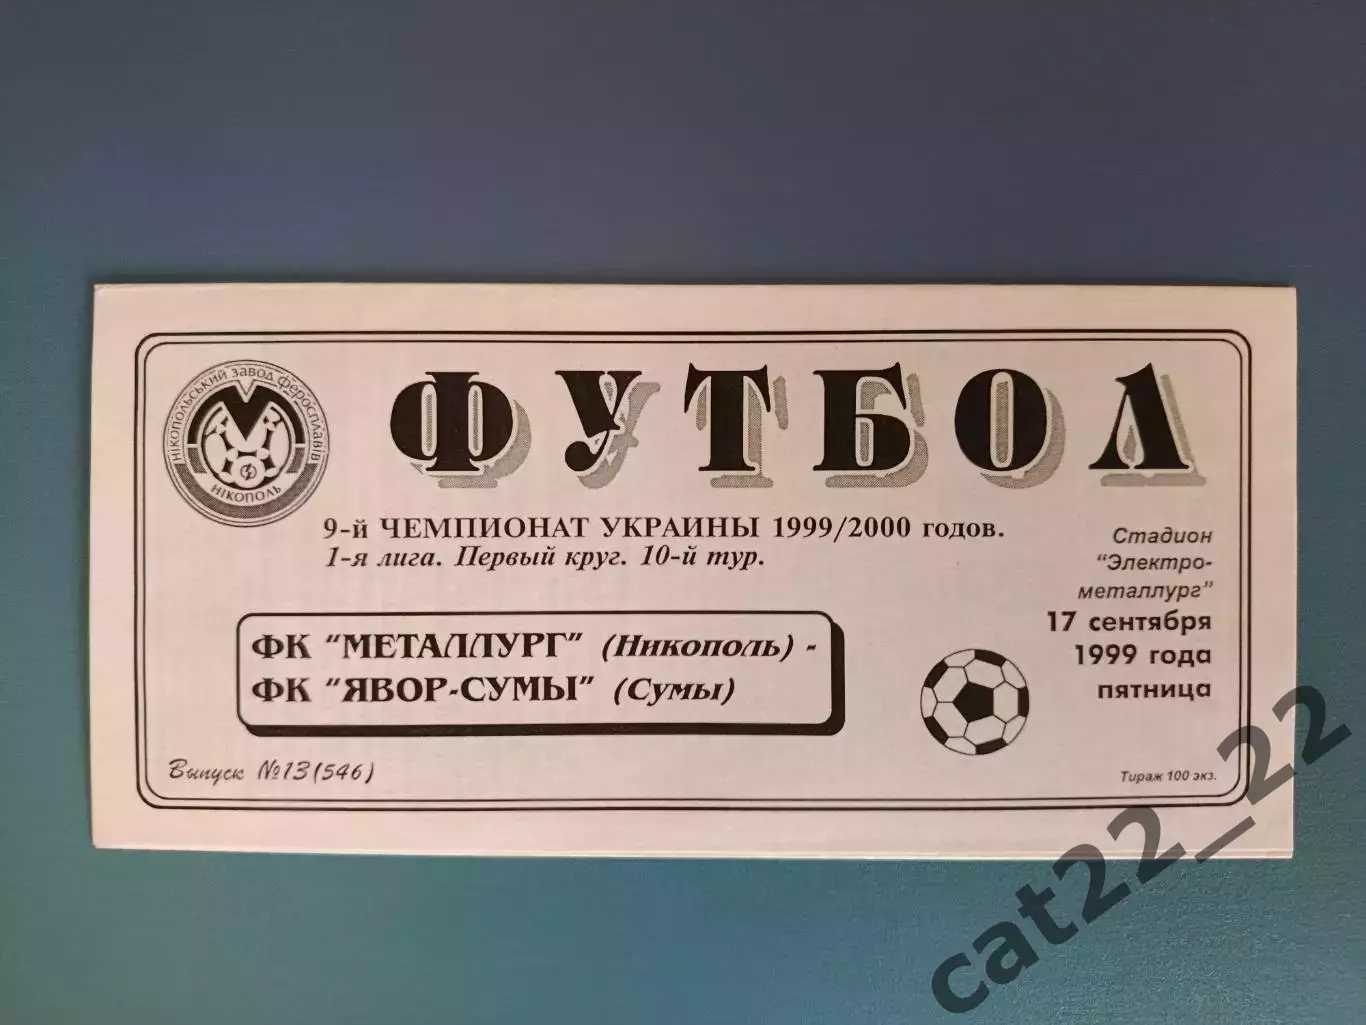 НІКОПОЛЬСЬКИЙ ЗАВОД ФЕРОСПЛАВІВ
НІКОПОЛЬ
ФУТБОЛ
9-й ЧЕМПИОНАТ УКРАИНЫ 1999/2000 годов.
1-я лига. Первый круг. 10-й тур.
Стадион
"Электро-
металлург"
17 сентября
1999 года
пятница
ФК "МЕТАЛЛУРГ" (Никополь) -
ФК "ЯВОР-СУМЫ" (Сумы)
Выпуск №13(546)
Тираж 100 экз.
cat22_22